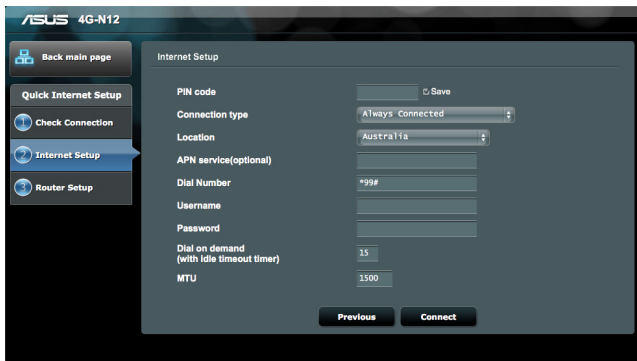 ASUS 4G-N12
Back main page
Quick Internet Setup
1 Check Connection
2 Internet Setup
3 Router Setup
Internet Setup
PIN code
Save
Connection type
Always Connected
Location
Australia
APN service(optional)
Dial Number
*99#
Username
Password
Dial on demand
(with idle timeout timer)
15
MTU
1500
Previous
Connect